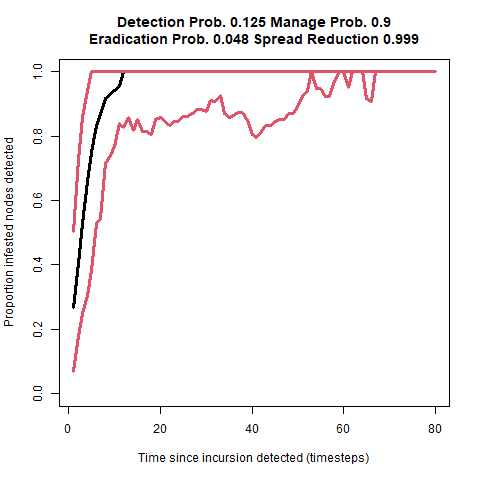 Detection Prob. 0.125 Manage Prob. 0.9
Eradication Prob. 0.048 Spread Reduction 0.999
Proportion infested nodes detected
1.0
0.8
0.6
0.4
0.2
0.0
0 20 40 60 80
Time since incursion detected (timesteps)